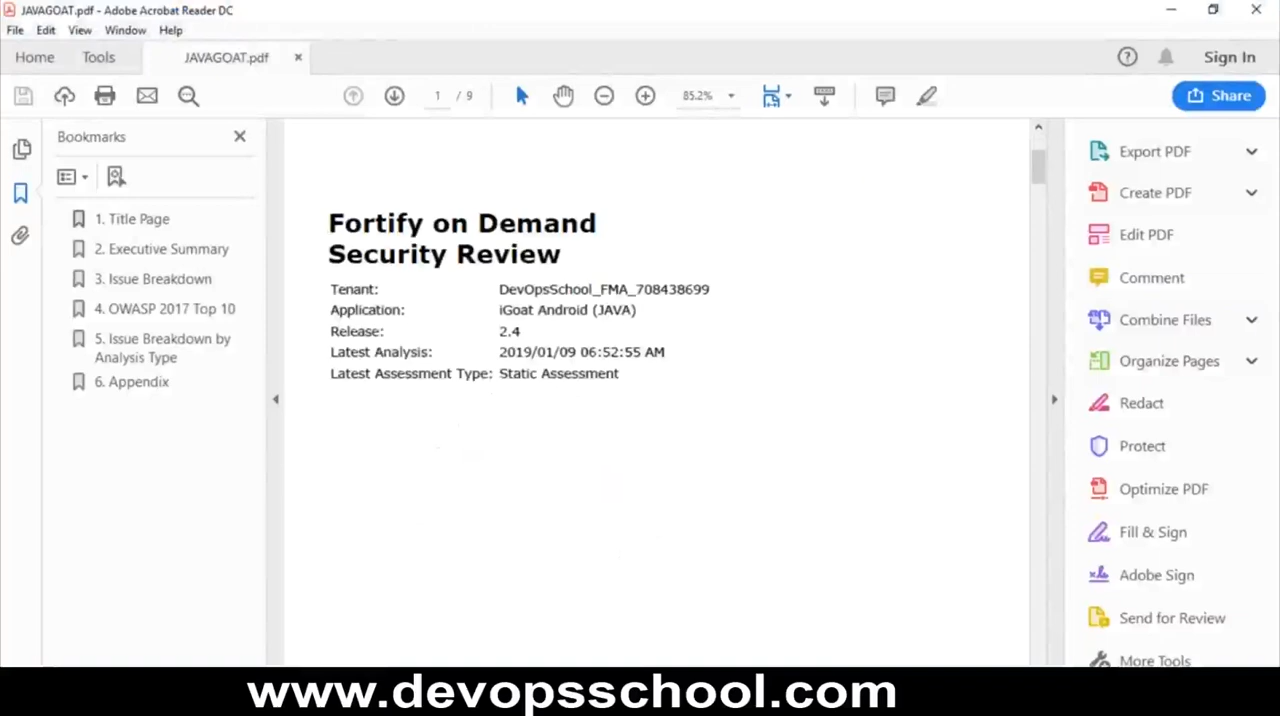 JAVAGOAT.pdf - Adobe Acrobat Reader DC
File Edit View Window Help
Home Tools JAVAGOAT.pdf × Sign In
1 / 9 85.2% Share
Bookmarks
1. Title Page
2. Executive Summary
3. Issue Breakdown
4. OWASP 2017 Top 10
5. Issue Breakdown by
Analysis Type
6. Appendix
Fortify on Demand
Security Review
Tenant: DevOpsSchool_FMA_708438699
Application: iGoat Android (JAVA)
Release: 2.4
Latest Analysis: 2019/01/09 06:52:55 AM
Latest Assessment Type: Static Assessment
Export PDF
Create PDF
Edit PDF
Comment
Combine Files
Organize Pages
Redact
Protect
Optimize PDF
Fill & Sign
Adobe Sign
Send for Review
More Tools
www.devopsschool.com